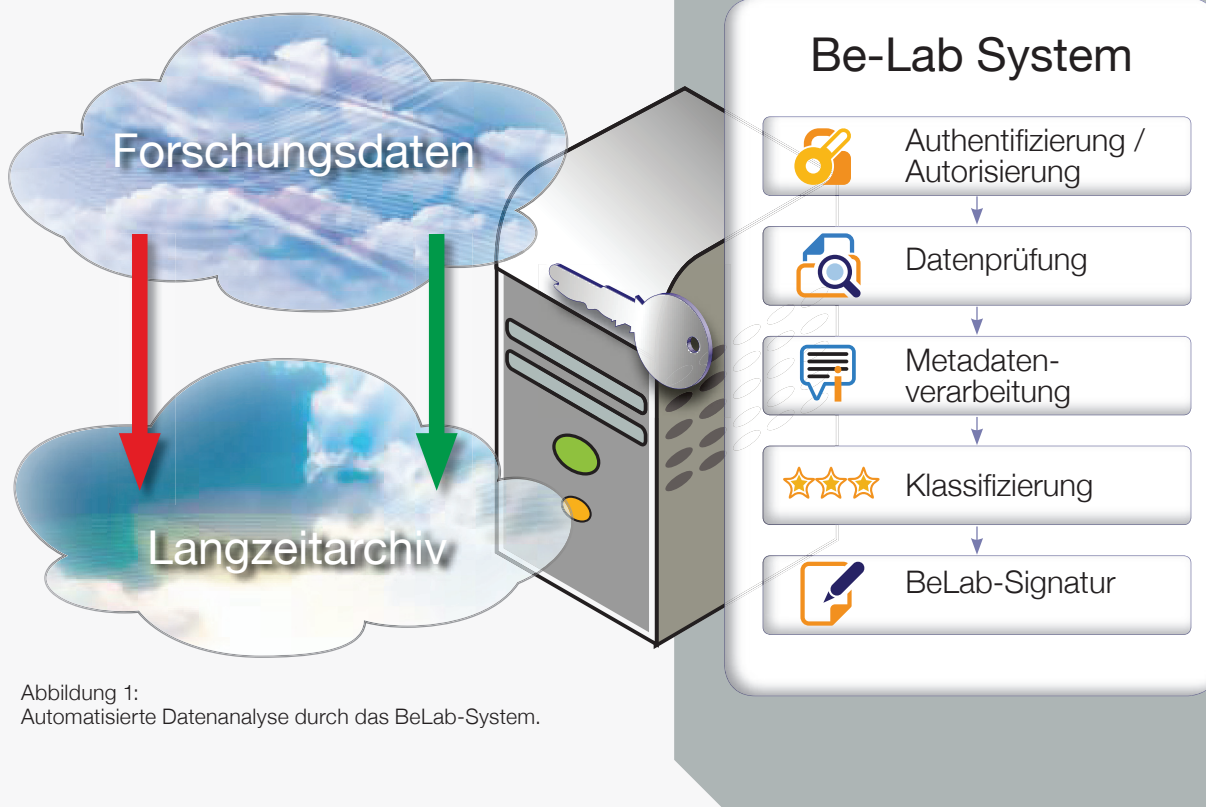 Forschungsdaten
Langzeitarchiv
Abbildung 1:
Automatisierte Datenanalyse durch das BeLab-System.
Be-Lab System
Authentifizierung /
Autorisierung
Datenprüfung
Metadaten-
verarbeitung
Klassifizierung
BeLab-Signatur